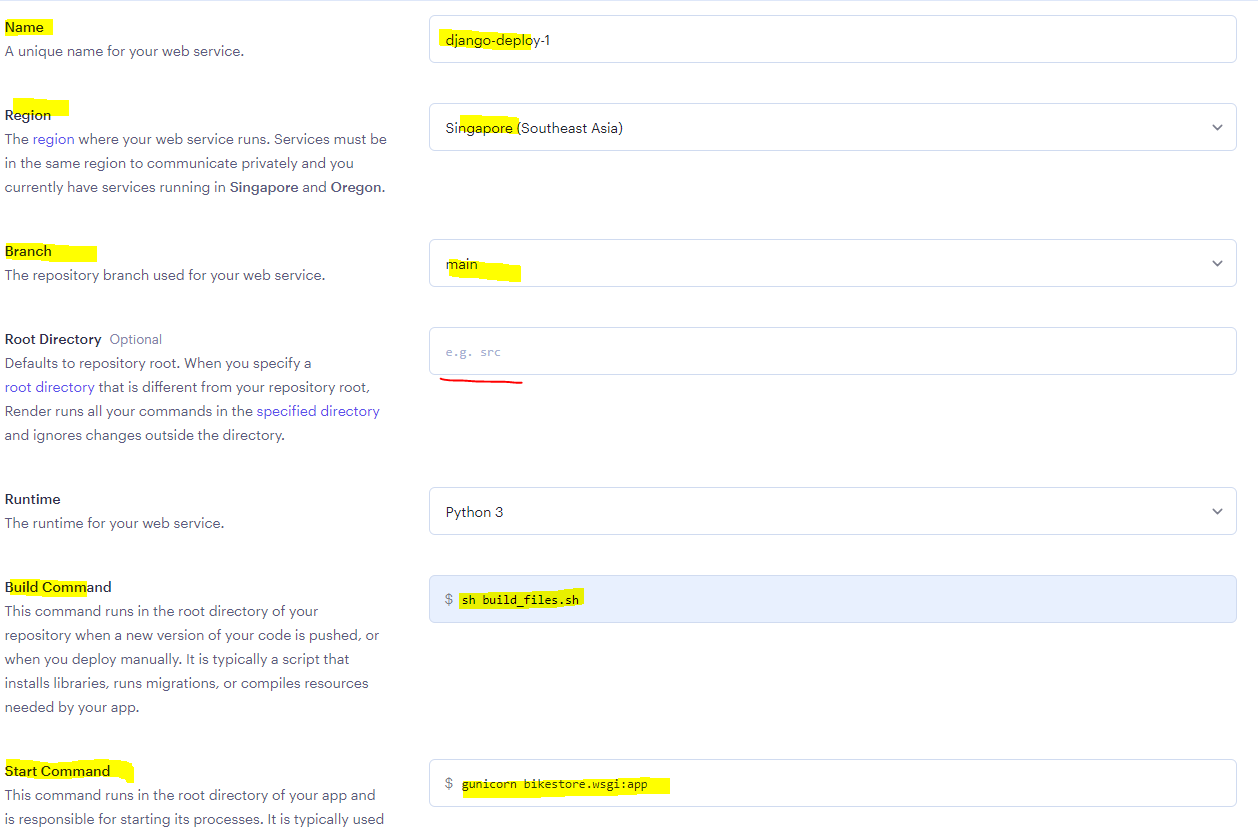 Name
A unique name for your web service.
django-deploy-1
Region
The region where your web service runs. Services must be
in the same region to communicate privately and you
currently have services running in Singapore and Oregon.
Singapore (Southeast Asia)
Branch
The repository branch used for your web service.
main
Root Directory Optional
Defaults to repository root. When you specify a
root directory that is different from your repository root,
Render runs all your commands in the specified directory
and ignores changes outside the directory.
e.g. src
Runtime
The runtime for your web service.
Python 3
Build Command
This command runs in the root directory of your
repository when a new version of your code is pushed, or
when you deploy manually. It is typically a script that
installs libraries, runs migrations, or compiles resources
needed by your app.
$ sh build_files.sh
Start Command
This command runs in the root directory of your app and
is responsible for starting its processes. It is typically used
$ gunicorn bikestore.wsgi:app